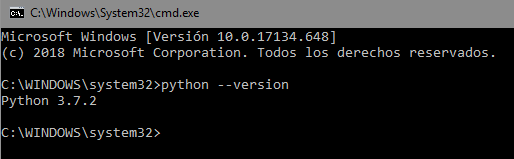 C:\Windows\System32\cmd.exe
Microsoft Windows [Versión 10.0.17134.648]
(c) 2018 Microsoft Corporation. Todos los derechos reservados.
C:\WINDOWS\system32>python --version
Python 3.7.2
C:\WINDOWS\system32>